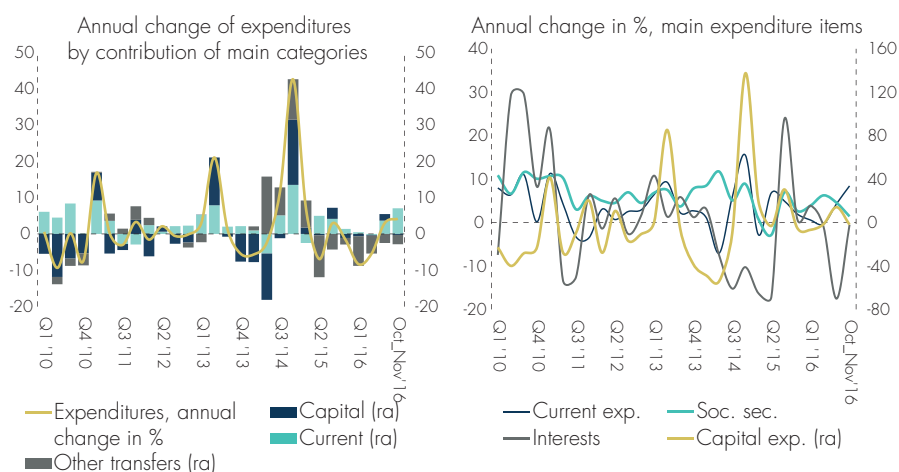 Annual change of expenditures
by contribution of main categories
50
40
30
20
10
0
-10
-20
50
40
30
20
10
0
-10
-20
Q1 '10
Q4 '10
Q3 '11
Q2 '12
Q1 '13
Q4 '13
Q3 '14
Q2 '15
Q1 '16
Oct_Nov'16
Expenditures, annual
change in %
Capital (ra)
Current (ra)
Other transfers (ra)
Annual change in %, main expenditure items
40
30
20
10
0
-10
-20
160
120
80
40
0
-40
-80
Q1 '10
Q4 '10
Q3 '11
Q2 '12
Q1 '13
Q4 '13
Q3 '14
Q2 '15
Q1 '16
Oct_Nov'16
Current exp.
Soc. sec.
Interests
Capital exp. (ra)